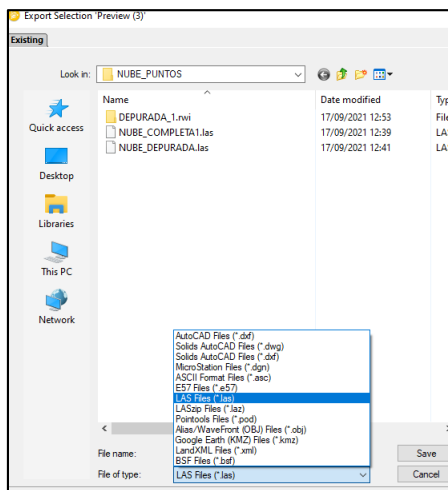 Export Selection 'Preview (3)'
Existing
Look in: NUBE_PUNTOS
Name Date modified Typ
DEPURADA_1.rwi 17/09/2021 12:53 File
NUBE_COMPLETA1.las 17/09/2021 12:39 LA
NUBE_DEPURADA.las 17/09/2021 12:41 LA
Quick access
Desktop
Libraries
This PC
Network
AutoCAD Files (*.dxf)
Solids AutoCAD Files (*.dwg)
Solids AutoCAD Files (*.dxf)
MicroStation Files (*.dgn)
ASCII Format Files (*.asc)
E57 Files (*.e57)
LAS Files (*.las)
LASzip Files (*.laz)
Pointools Files (*.pod)
Alias/WaveFront (OBJ) Files (*.obj)
Google Earth (KMZ) Files (*.kmz)
LandXML Files (*.xml)
BSF Files (*.bsf)
File name: Save
File of type: LAS Files (*.las) Cancel